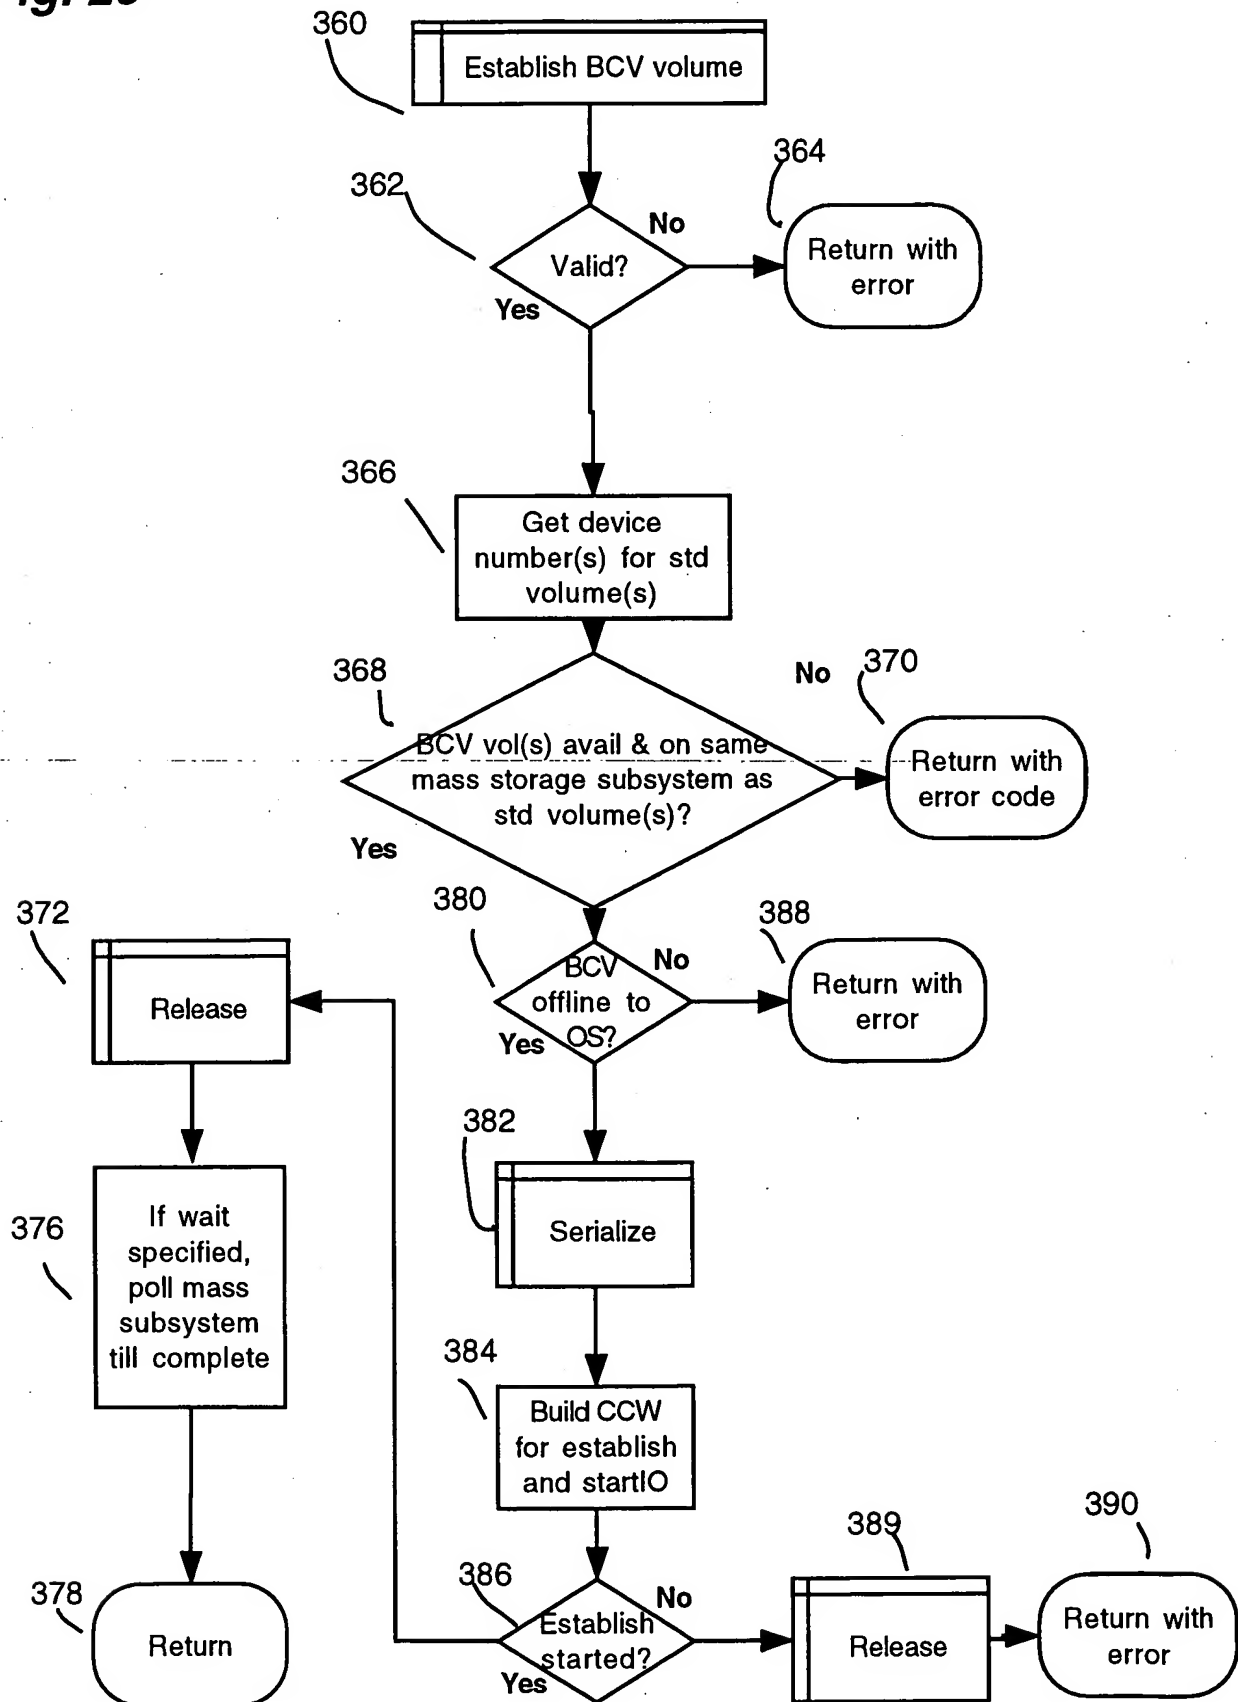 360
Establish BCV volume
362
364
No
Valid?
Yes
Return with
error
366
Get device
number(s) for std
volume(s)
368
No
370
BCV vol(s) avail & on same
mass storage subsystem as
std volume(s)?
Yes
Return with
error code
372
Release
380
No
388
BCV
offline to
OS?
Yes
Return with
error
382
Serialize
376
If wait
specified,
poll mass
subsystem
till complete
384
Build CCW
for establish
and startIO
378
Return
386
No
Establish
started?
Yes
389
Release
390
Return with
error